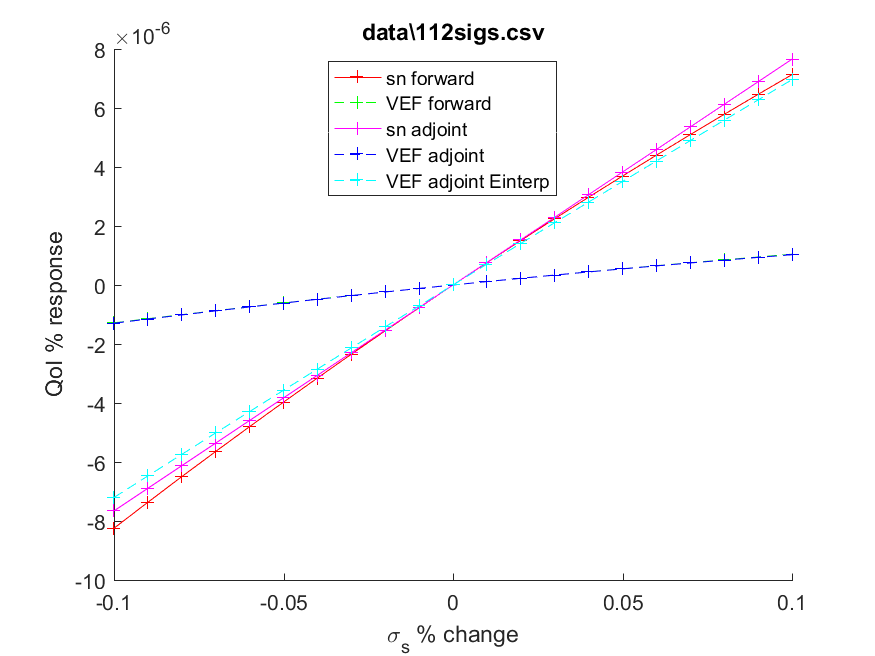 data\112sigs.csv
×10⁻⁶
sn forward
VEF forward
sn adjoint
VEF adjoint
VEF adjoint Einterp
8
6
4
2
0
-2
-4
-6
-8
-10
QoI % response
-0.1 -0.05 0 0.05 0.1
σₛ % change